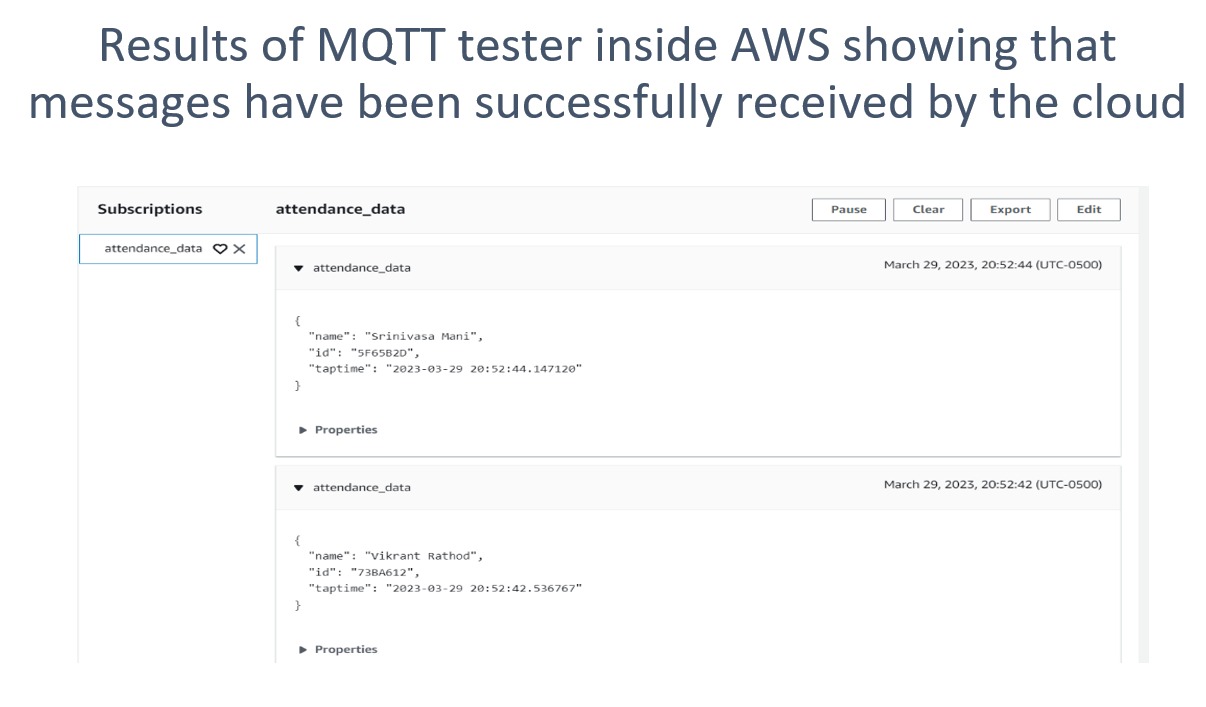 Results of MQTT tester inside AWS showing that
messages have been successfully received by the cloud
Subscriptions
attendance_data
Pause
Clear
Export
Edit
attendance_data
attendance_data
March 29, 2023, 20:52:44 (UTC-0500)
{
"name": "Srinivasa Mani",
"id": "5F65B2D",
"taptime": "2023-03-29 20:52:44.147120"
}
Properties
attendance_data
March 29, 2023, 20:52:42 (UTC-0500)
{
"name": "Vikrant Rathod",
"id": "73BA612",
"taptime": "2023-03-29 20:52:42.536767"
}
Properties